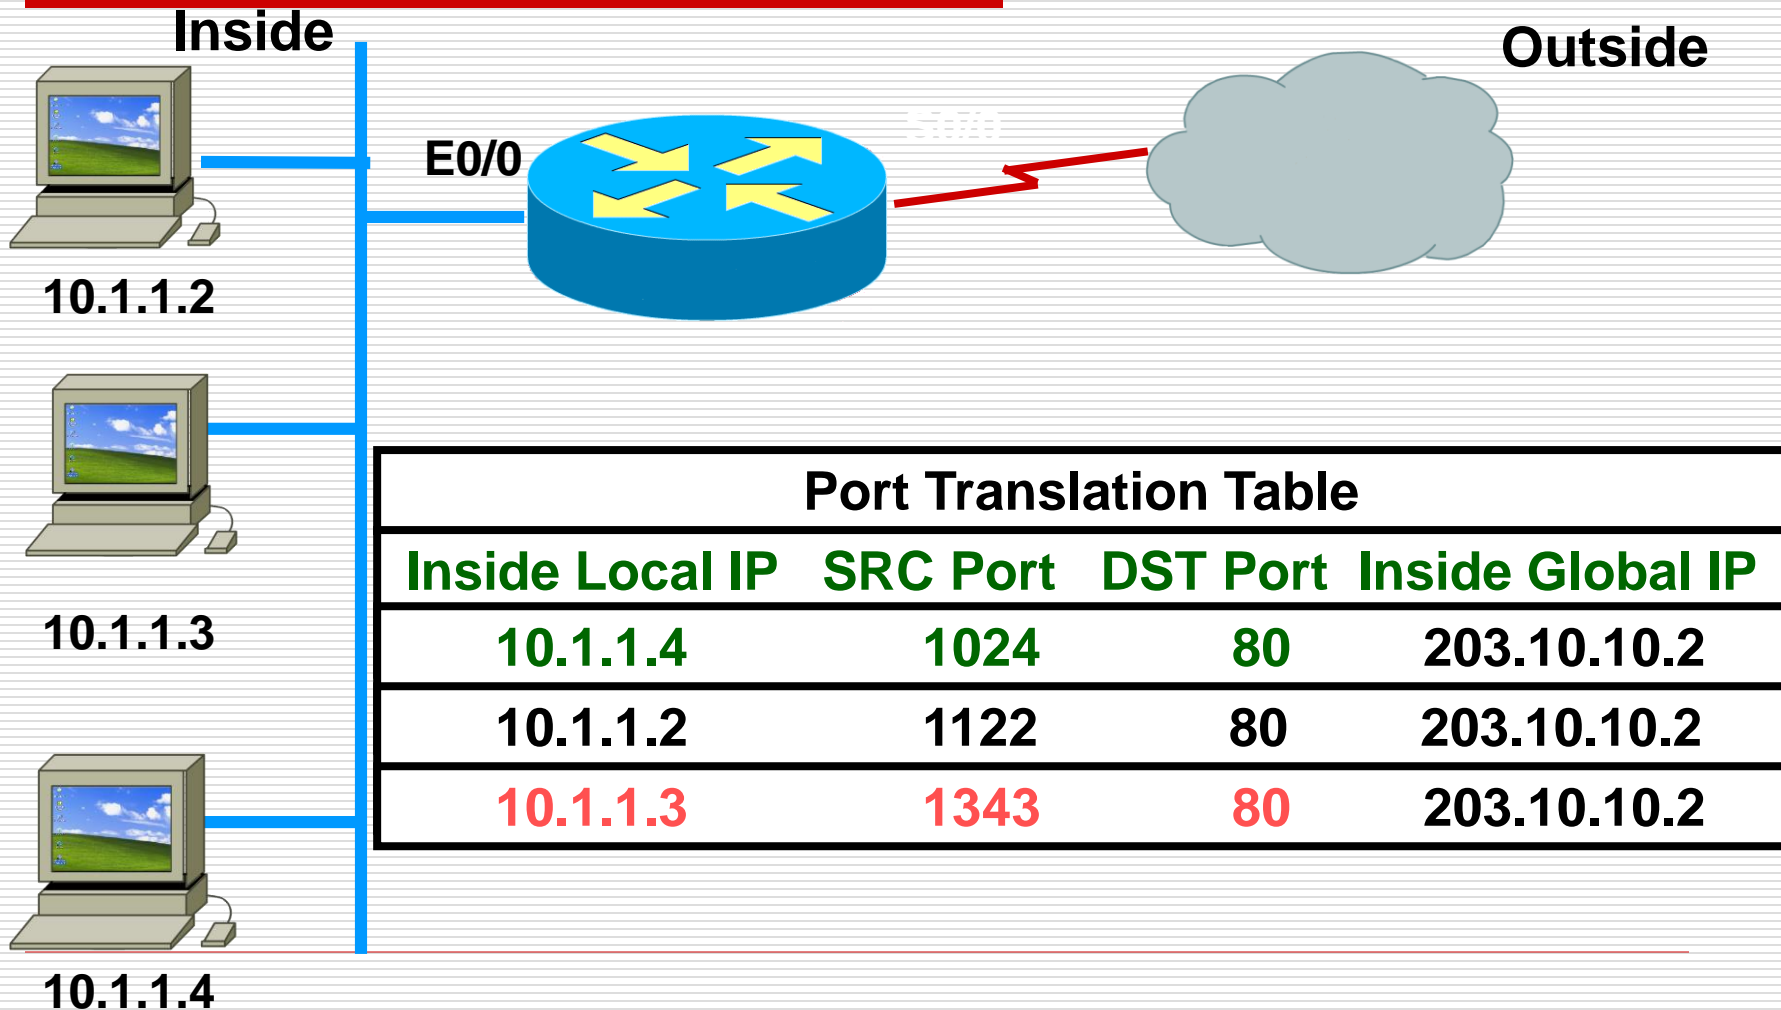 Inside
Outside
E0/0
S0/0
10.1.1.2
10.1.1.3
10.1.1.4
Port Translation Table
Inside Local IP SRC Port DST Port Inside Global IP
10.1.1.4 1024 80 203.10.10.2
10.1.1.2 1122 80 203.10.10.2
10.1.1.3 1343 80 203.10.10.2